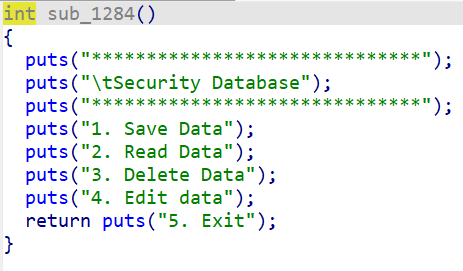 int sub_1284()
{
  puts("******************************");
  puts("\tSecurity Database");
  puts("******************************");
  puts("1. Save Data");
  puts("2. Read Data");
  puts("3. Delete Data");
  puts("4. Edit data");
  return puts("5. Exit");
}